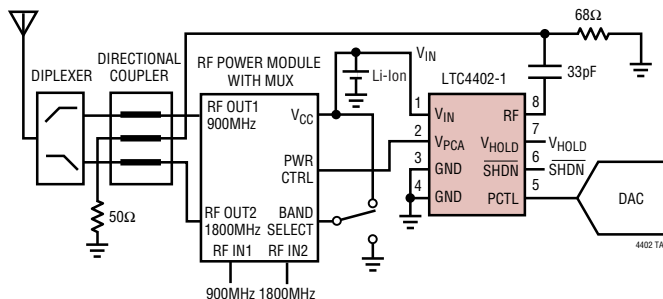 68Ω
DIPLEXER
DIRECTIONAL
COUPLER
RF POWER MODULE
WITH MUX
Li-Ion
VIN
LTC4402-1
33pF
RF OUT1
900MHz
VCC
1
VIN
RF
8
2
VPCA
VHOLD
7
VHOLD
PWR
CTRL
3
GND
SHDN
6
SHDN
4
GND
PCTL
5
DAC
50Ω
RF OUT2
1800MHz
BAND
SELECT
RF IN1
RF IN2
900MHz
1800MHz
4402 TA